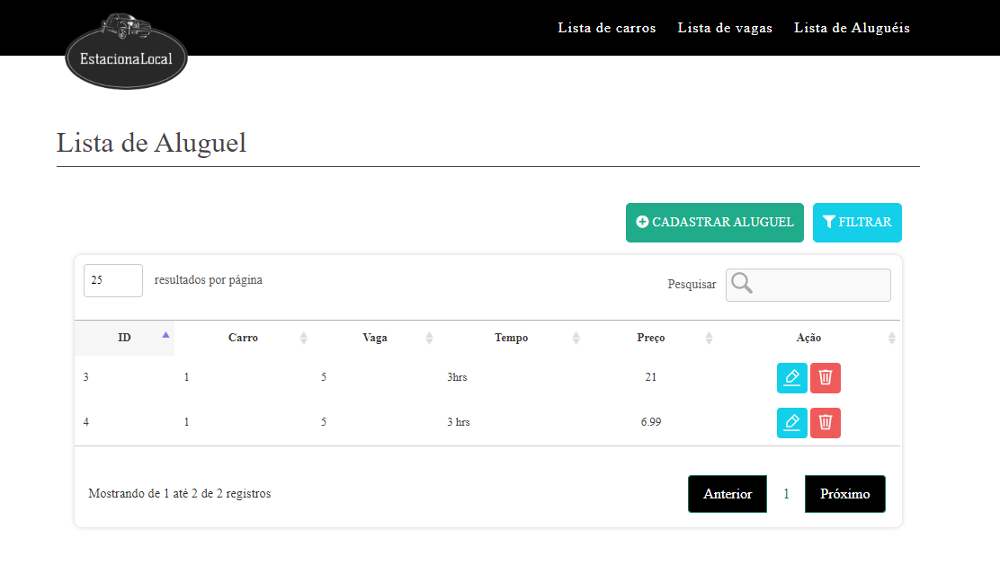 EstacionaLocal
Lista de carros Lista de vagas Lista de Aluguéis
Lista de Aluguel
CADASTRAR ALUGUEL FILTRAR
25 resultados por página Pesquisar
ID Carro Vaga Tempo Preço Ação
3 1 5 3hrs 21
4 1 5 3 hrs 6.99
Mostrando de 1 até 2 de 2 registros Anterior 1 Próximo